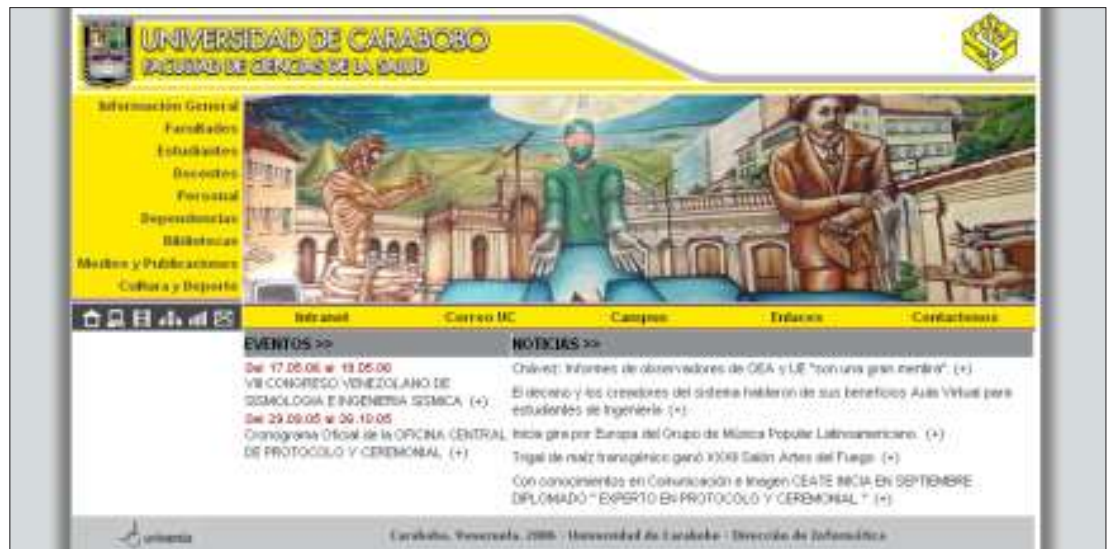 UNIVERSIDAD DE CARABOBO
FACULTAD DE CIENCIAS DE LA SALUD
Información General
Facultades
Estudiantes
Docentes
Personal
Dependencias
Bibliotecas
Medios y Publicaciones
Cultura y Deporte
Intranet
Correo UC
Campus
Enlaces
Contactenos
EVENTOS >>
Del 17.05.06 al 19.05.06
VIII CONGRESO VENEZOLANO DE
SISMOLOGIA E INGENIERIA SISMICA (+)
Del 29.09.05 al 26.10.05
Cronograma Oficial de la OFICINA CENTRAL
DE PROTOCOLO Y CEREMONIAL (+)
NOTICIAS >>
Chávez: Informes de observadores de OEA y UE "son una gran mentira". (+)
El decano y los creadores del sistema hablaron de sus beneficios Aula Virtual para
estudiantes de Ingeniería (+)
Inicia gira por Europa del Grupo de Música Popular Latinoamericano. (+)
Trigal de maíz transgénico ganó Salón Artes del Fuego (+)
Con conocimientos en Comunicación e Imagen CEATE INICIA EN SEPTIEMBRE
DIPLOMADO " EXPERTO EN PROTOCOLO Y CEREMONIAL " (+)
universia
Carabobo, Venezuela, 2006 - Universidad de Carabobo - Dirección de Informática